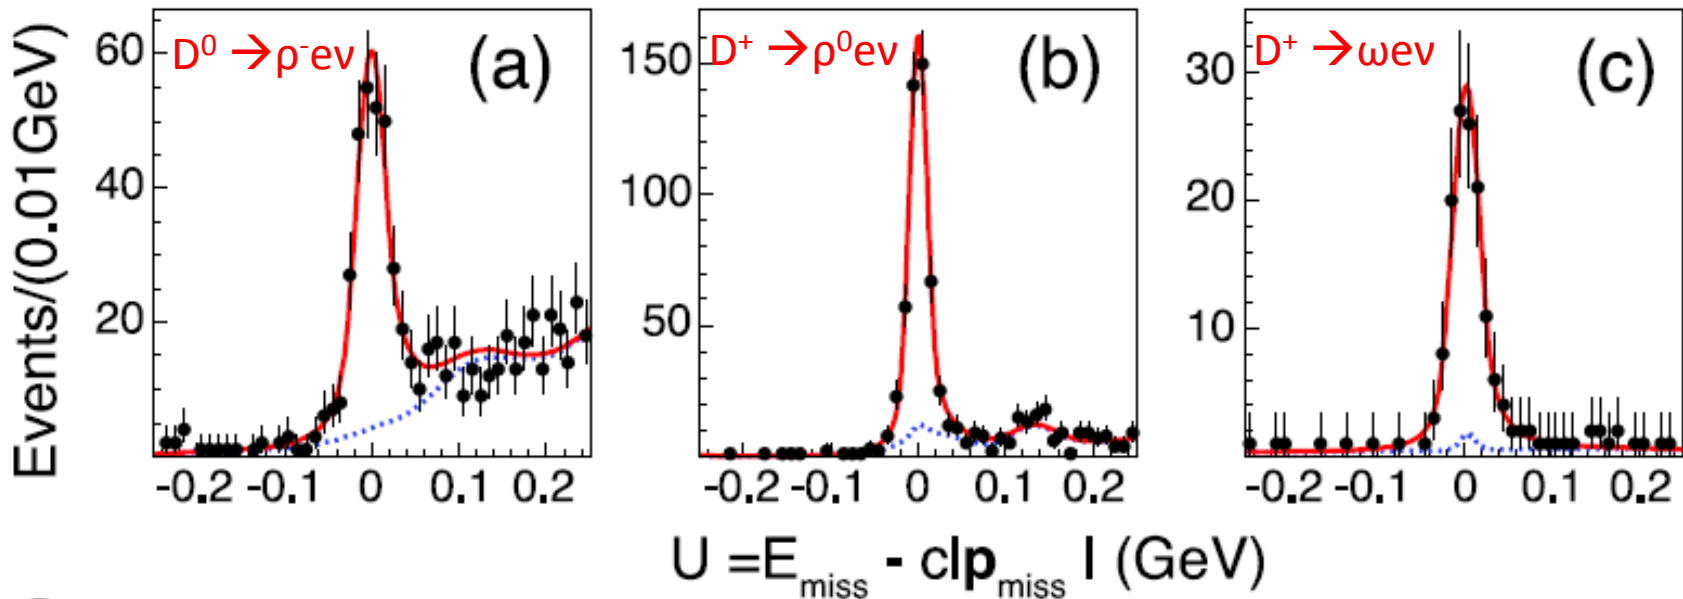 Events/(0.01GeV)
D⁰ →ρ⁻eν
(a)
60
40
20
-0.2 -0.1 0 0.1 0.2
D⁺ →ρ⁰eν
(b)
150
100
50
-0.2 -0.1 0 0.1 0.2
D⁺ →ωeν
(c)
30
20
10
-0.2 -0.1 0 0.1 0.2
U =E_miss - c|p_miss | (GeV)